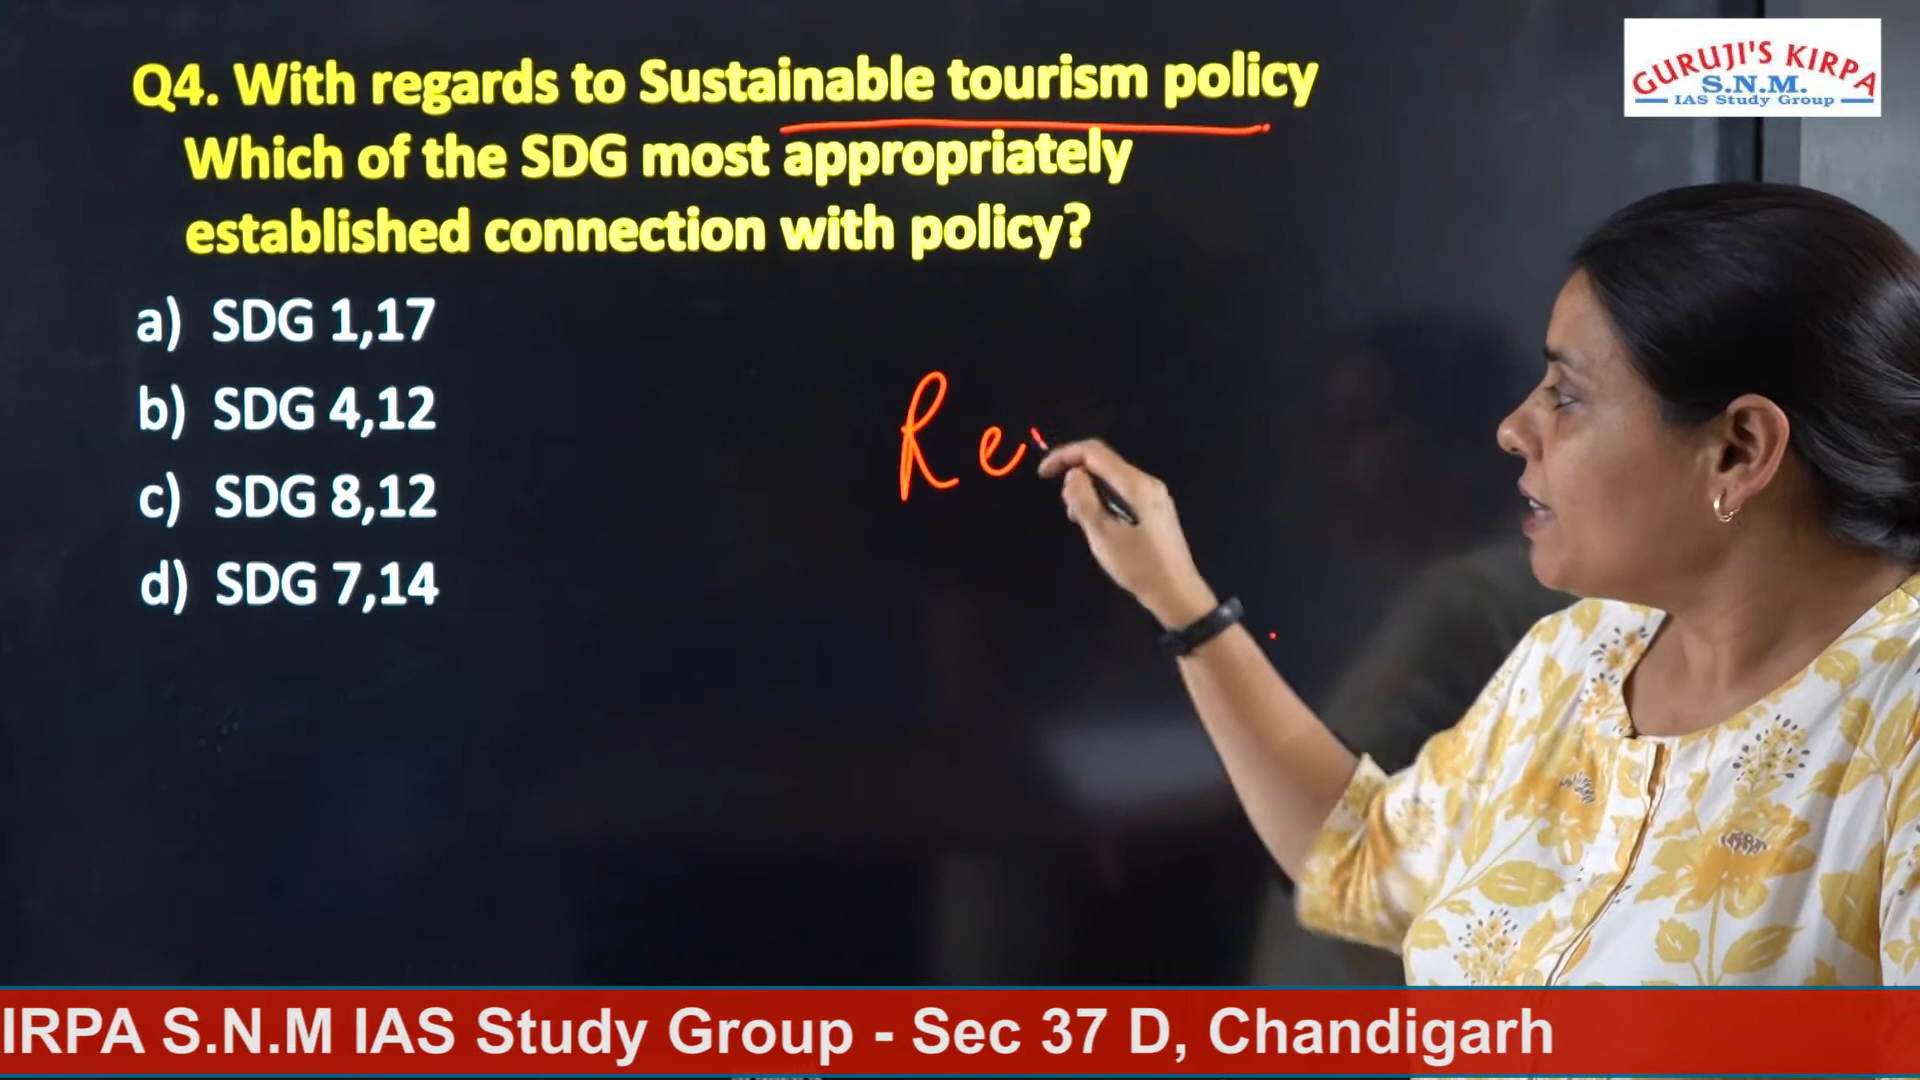 Q4. With regards to Sustainable tourism policy
Which of the SDG most appropriately
established connection with policy?
a) SDG 1,17
b) SDG 4,12
c) SDG 8,12
d) SDG 7,14
GURUJI'S KIRPA
S.N.M.
IAS Study Group
Re
IRPA S.N.M IAS Study Group - Sec 37 D, Chandigarh